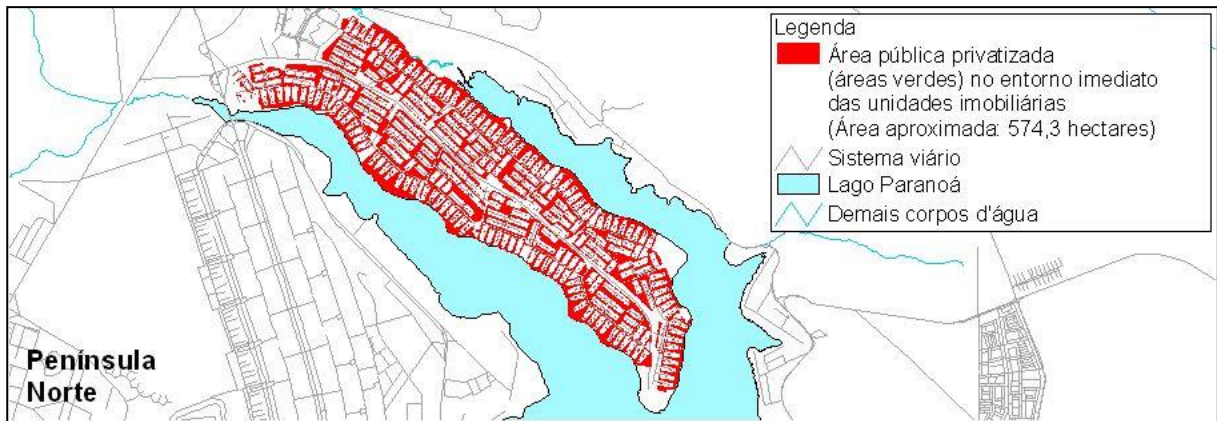 Legenda
Área pública privatizada
(áreas verdes) no entorno imediato
das unidades imobiliárias
(Área aproximada: 574,3 hectares)
Sistema viário
Lago Paranoá
Demais corpos d'água
Península
Norte